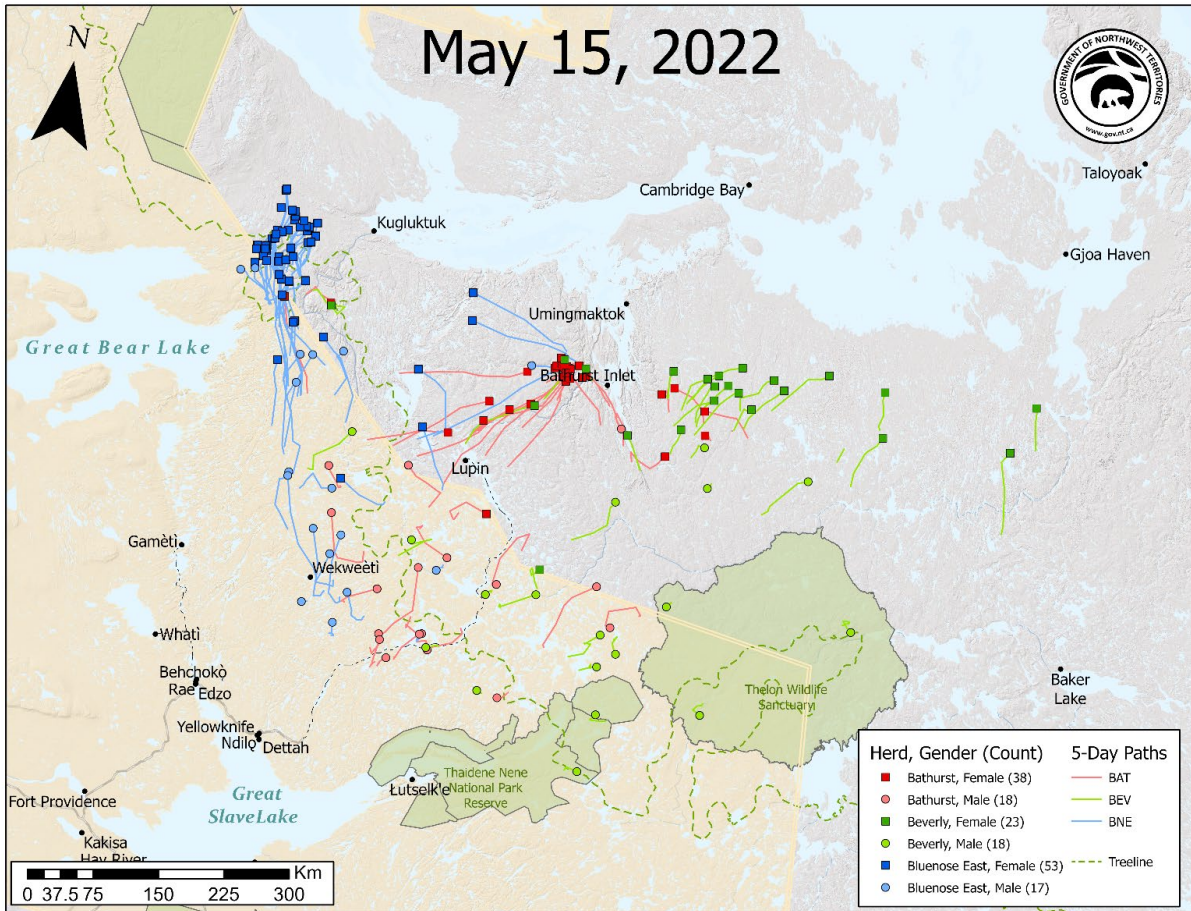 May 15, 2022
N
GOVERNMENT OF NORTHWEST TERRITORIES
www.gov.nt.ca
Taloyoak
Cambridge Bay
Kugluktuk
Gjoa Haven
Umingmaktok
Great Bear Lake
Bathurst Inlet
Lupin
Gamètì
Wekweètì
Whatì
Behchokǫ̀
Rae
Edzo
Baker
Lake
Thelon Wildlife
Sanctuary
Yellowknife
Ndilǫ
Dettah
Thaidene Nene
National Park
Reserve
Łutselk'e
Great
Slave Lake
Fort Providence
Kakisa
Hay River
Km
0 37.5 75 150 225 300
Herd, Gender (Count)
Bathurst, Female (38)
Bathurst, Male (18)
Beverly, Female (23)
Beverly, Male (18)
Bluenose East, Female (53)
Bluenose East, Male (17)
5-Day Paths
BAT
BEV
BNE
Treeline